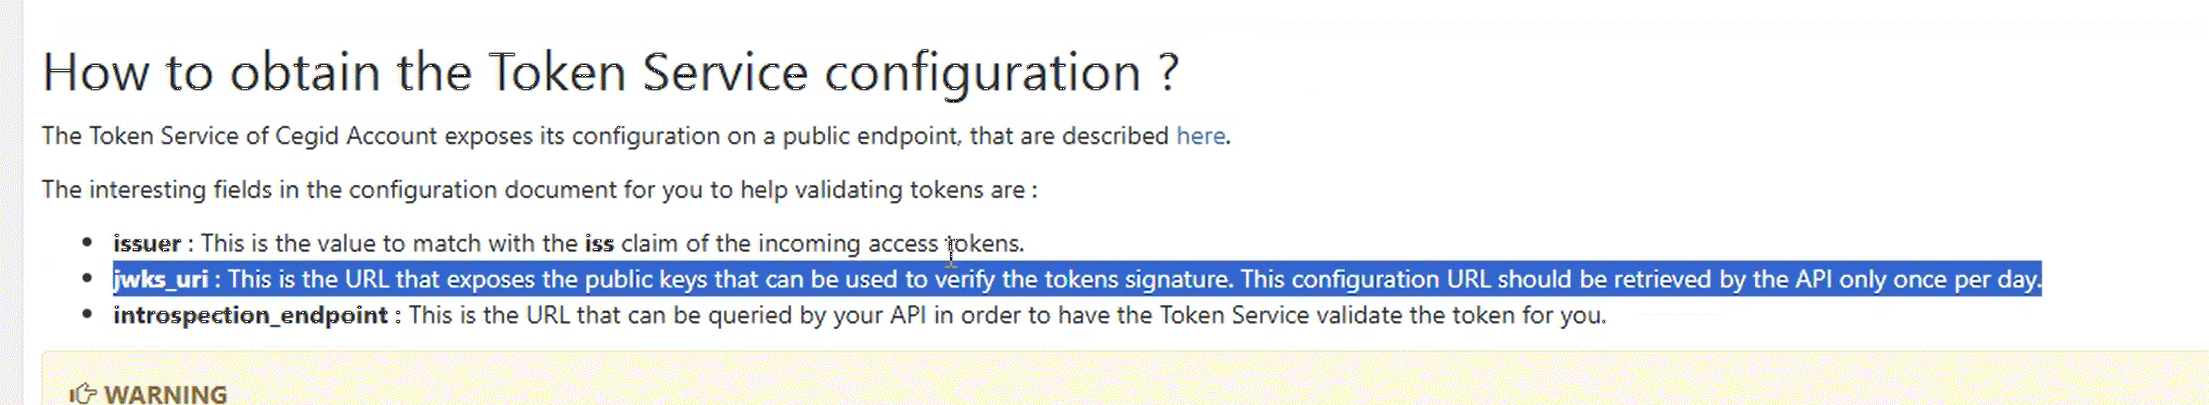 How to obtain the Token Service configuration ?
The Token Service of Cegid Account exposes its configuration on a public endpoint, that are described here.
The interesting fields in the configuration document for you to help validating tokens are :
• issuer : This is the value to match with the iss claim of the incoming access tokens.
• jwks_uri : This is the URL that exposes the public keys that can be used to verify the tokens signature. This configuration URL should be retrieved by the API only once per day.
• introspection_endpoint : This is the URL that can be queried by your API in order to have the Token Service validate the token for you.
WARNING